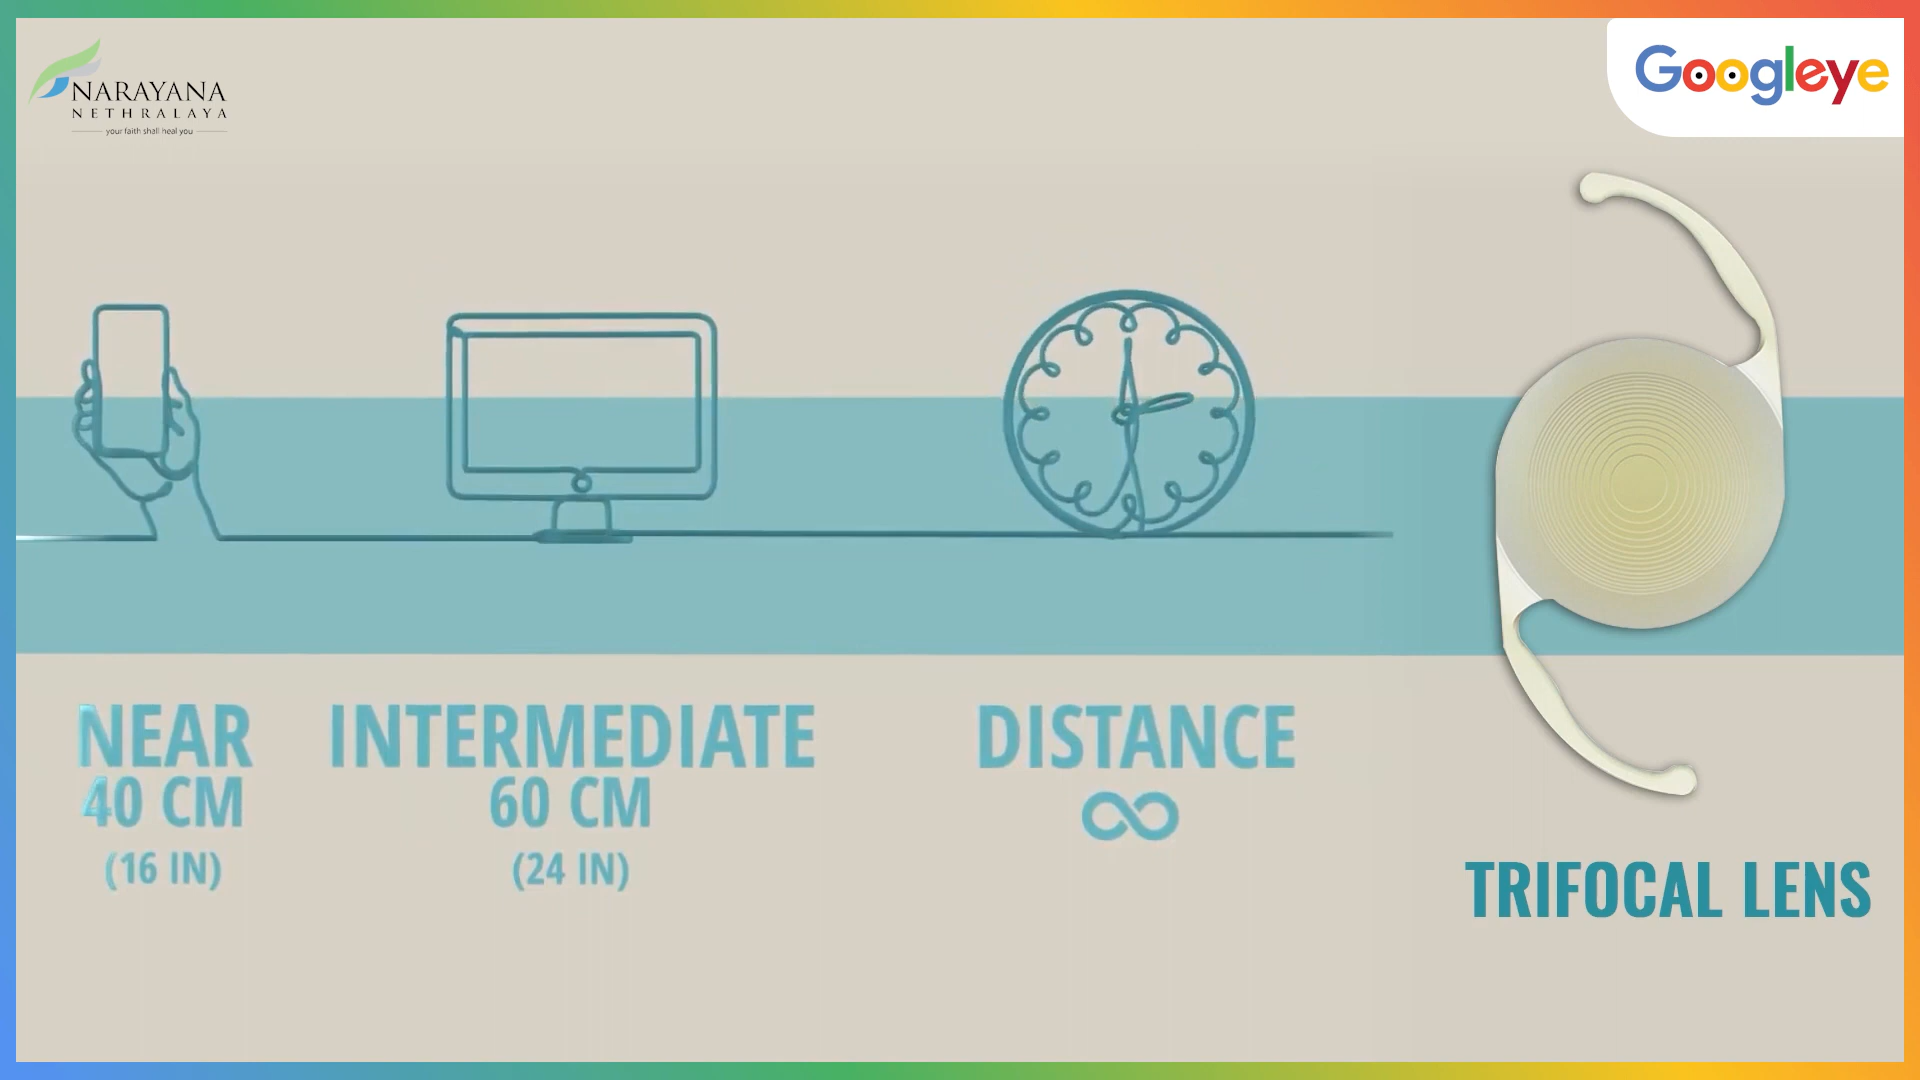 NARAYANA
NETHRALAYA
your faith shall heal you
Googleye
NEAR
40 CM
(16 IN)
INTERMEDIATE
60 CM
(24 IN)
DISTANCE
∞
TRIFOCAL LENS